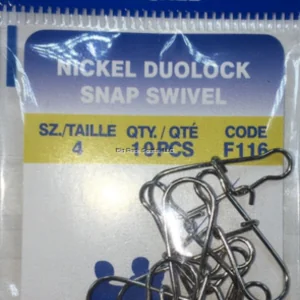 NICKEL DUOLOCK
SNAP SWIVEL
SZ./TAILLE QTY./QTÉ CODE
4 10PCS F116